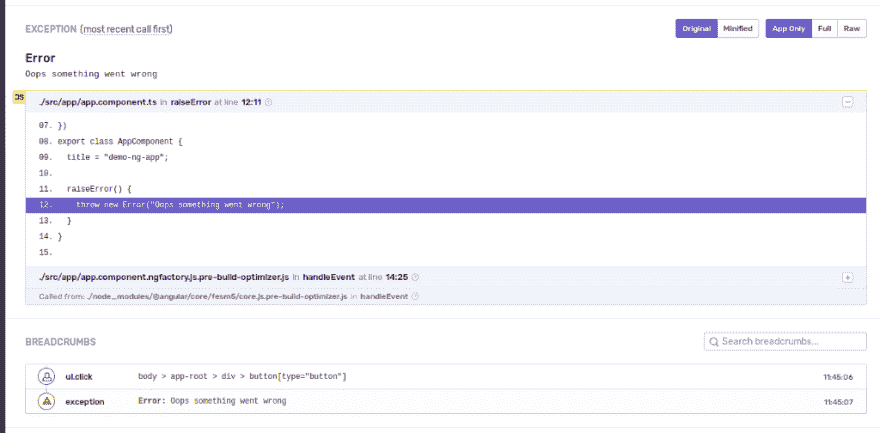 EXCEPTION (most recent call first)
Original Minified App Only Full Raw
Error
Oops something went wrong
JS
./src/app/app.component.ts in raiseError at line 12:11
07. })
08. export class AppComponent {
09. title = "demo-ng-app";
10.
11. raiseError() {
12. throw new Error("Oops something went wrong");
13. }
14. }
15.
./src/app/app.component.ngfactory.js.pre-build-optimizer.js in handleEvent at line 14:25
Called from: ./node_modules/@angular/core/fesm5/core.js.pre-build-optimizer.js in handleEvent
BREADCRUMBS
Search breadcrumbs...
ui.click body > app-root > div > button[type="button"] 11:45:06
exception Error: Oops something went wrong 11:45:07